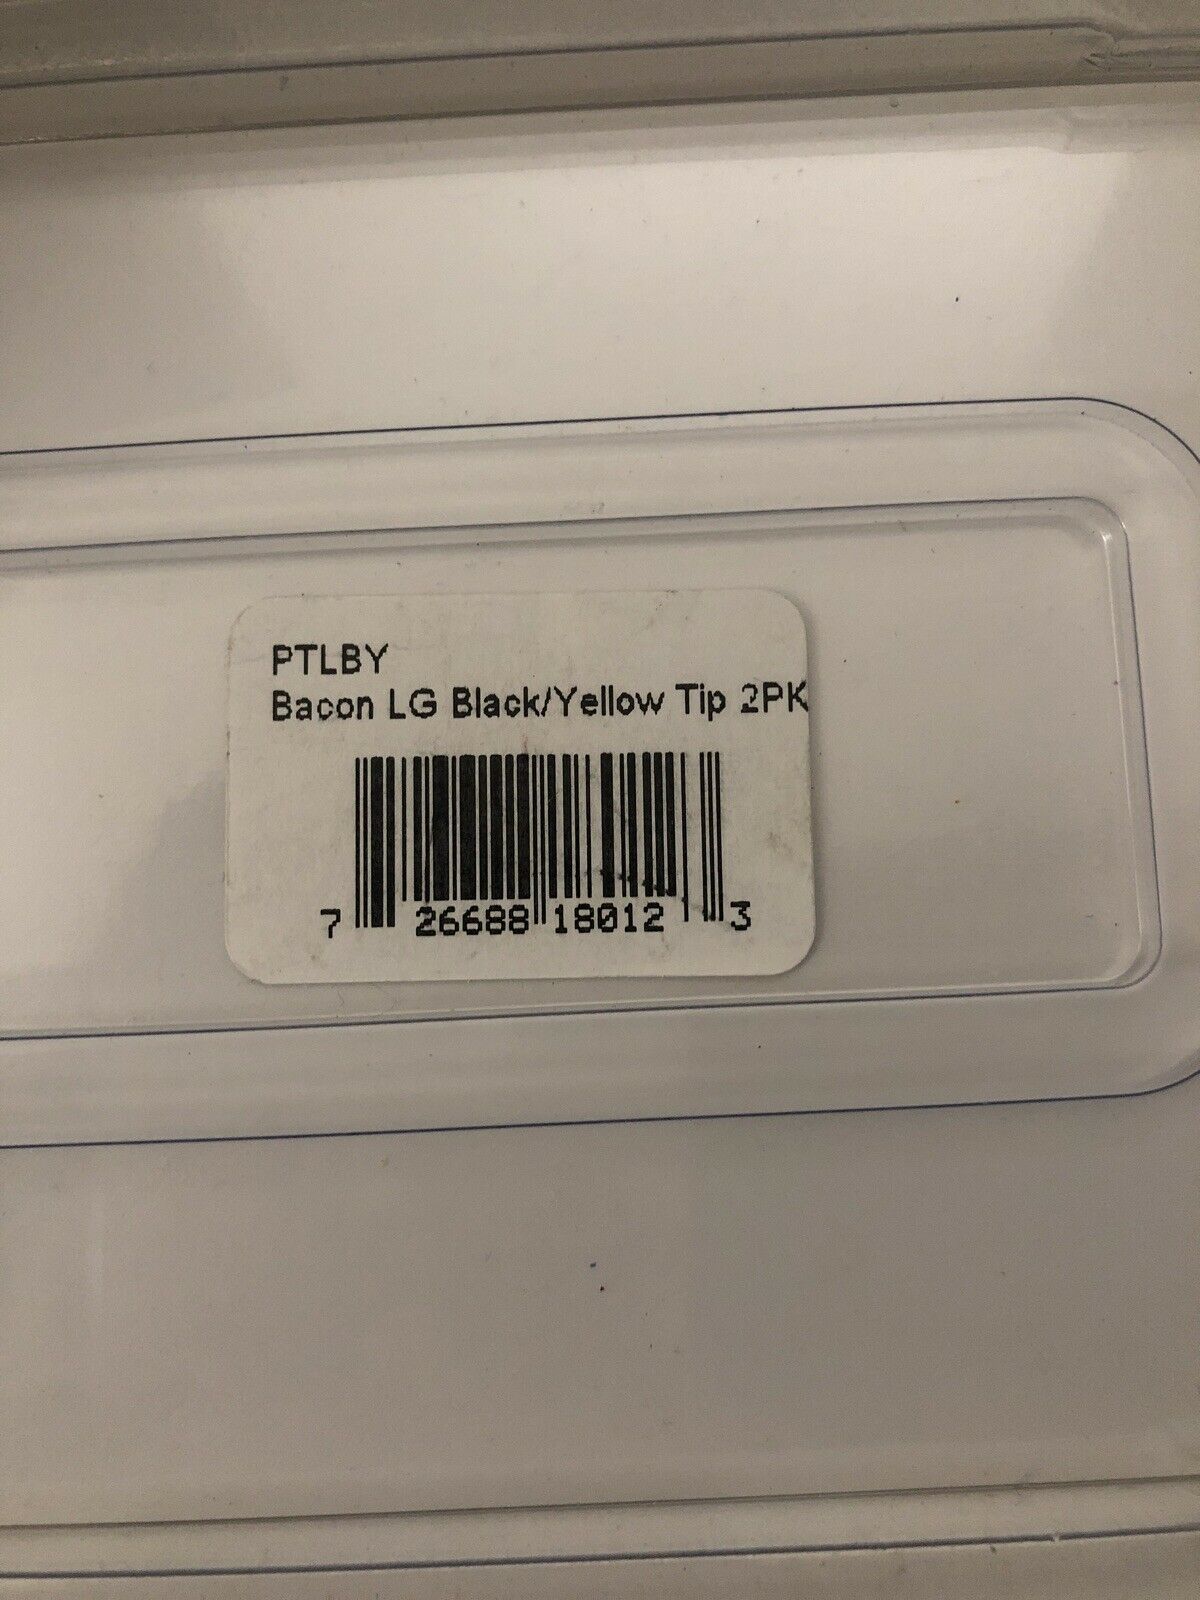 PTLBY
Bacon LG Black/Yellow Tip 2PK
7 26688 18012 3